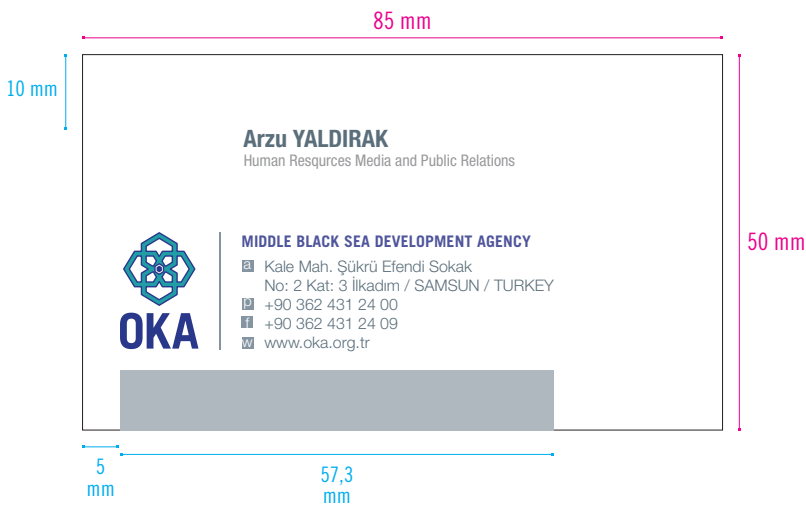 85 mm
10 mm
Arzu YALDIRAK
Human Resqurces Media and Public Relations
50 mm
MIDDLE BLACK SEA DEVELOPMENT AGENCY
a Kale Mah. Şükrü Efendi Sokak
No: 2 Kat: 3 İlkadım / SAMSUN / TURKEY
p +90 362 431 24 00
f +90 362 431 24 09
w www.oka.org.tr
OKA
5
mm
57,3
mm